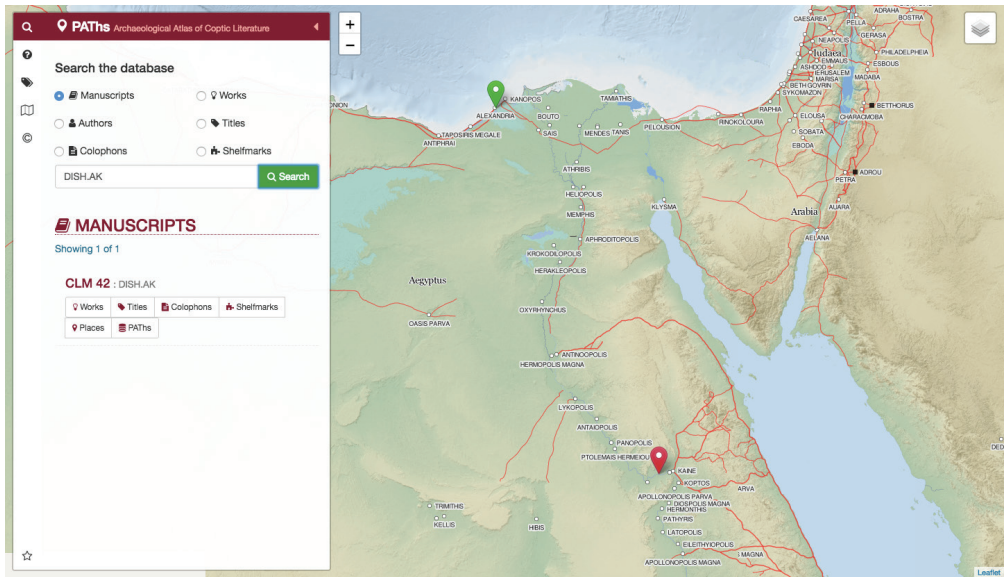 PAThs Archaeological Atlas of Coptic Literature
Search the database
Manuscripts
Works
Authors
Titles
Colophons
Shelfmarks
DISH.AK
Search
MANUSCRIPTS
Showing 1 of 1
CLM 42 : DISH.AK
Works
Titles
Colophons
Shelfmarks
Places
PAThs
+
−
CAESAREA
PELLA
ADRAHA
BOSTRA
NEAPOLIS
GERASA
Iudaea
PHILADELPHEIA
EMMAUS
ASHDOD
ESBOUS
IERUSALEM
MARISA
MADABA
BETHGOVRIN
SYKOMAZON
RAPHIA
BETTHORUS
ELOUSA
CHARACMOBA
RINOKOLOURA
SOBATA
EBODA
KANOPOS
TAMIATHIS
ALEXANDRIA
BOUTO
TAPOSIRIS MEGALE
SAIS
MENDES
TANIS
PELOUSION
ANTIPHRAI
ATHRIBIS
PETRA
ADROU
HELIOPOLIS
MEMPHIS
KLYSMA
Arabia
AUARA
APHRODITOPOLIS
AELANA
KROKODILOPOLIS
HERAKLEOPOLIS
Aegyptus
OXYRHYNCHUS
OASIS PARVA
ANTINOOPOLIS
HERMOPOLIS MAGNA
LYKOPOLIS
ANTAIOPOLIS
PANOPOLIS
PTOLEMAIS HERMEIOU
KAINE
KOPTOS
ARVA
APOLLONOPOLIS PARVA
DIOSPOLIS MAGNA
TRIMITHIS
HERMONTHIS
KELLIS
HIBIS
PATHYRIS
LATOPOLIS
EILEITHYIOPOLIS
MAGNA
APOLLONOPOLIS MAGNA
Leaflet